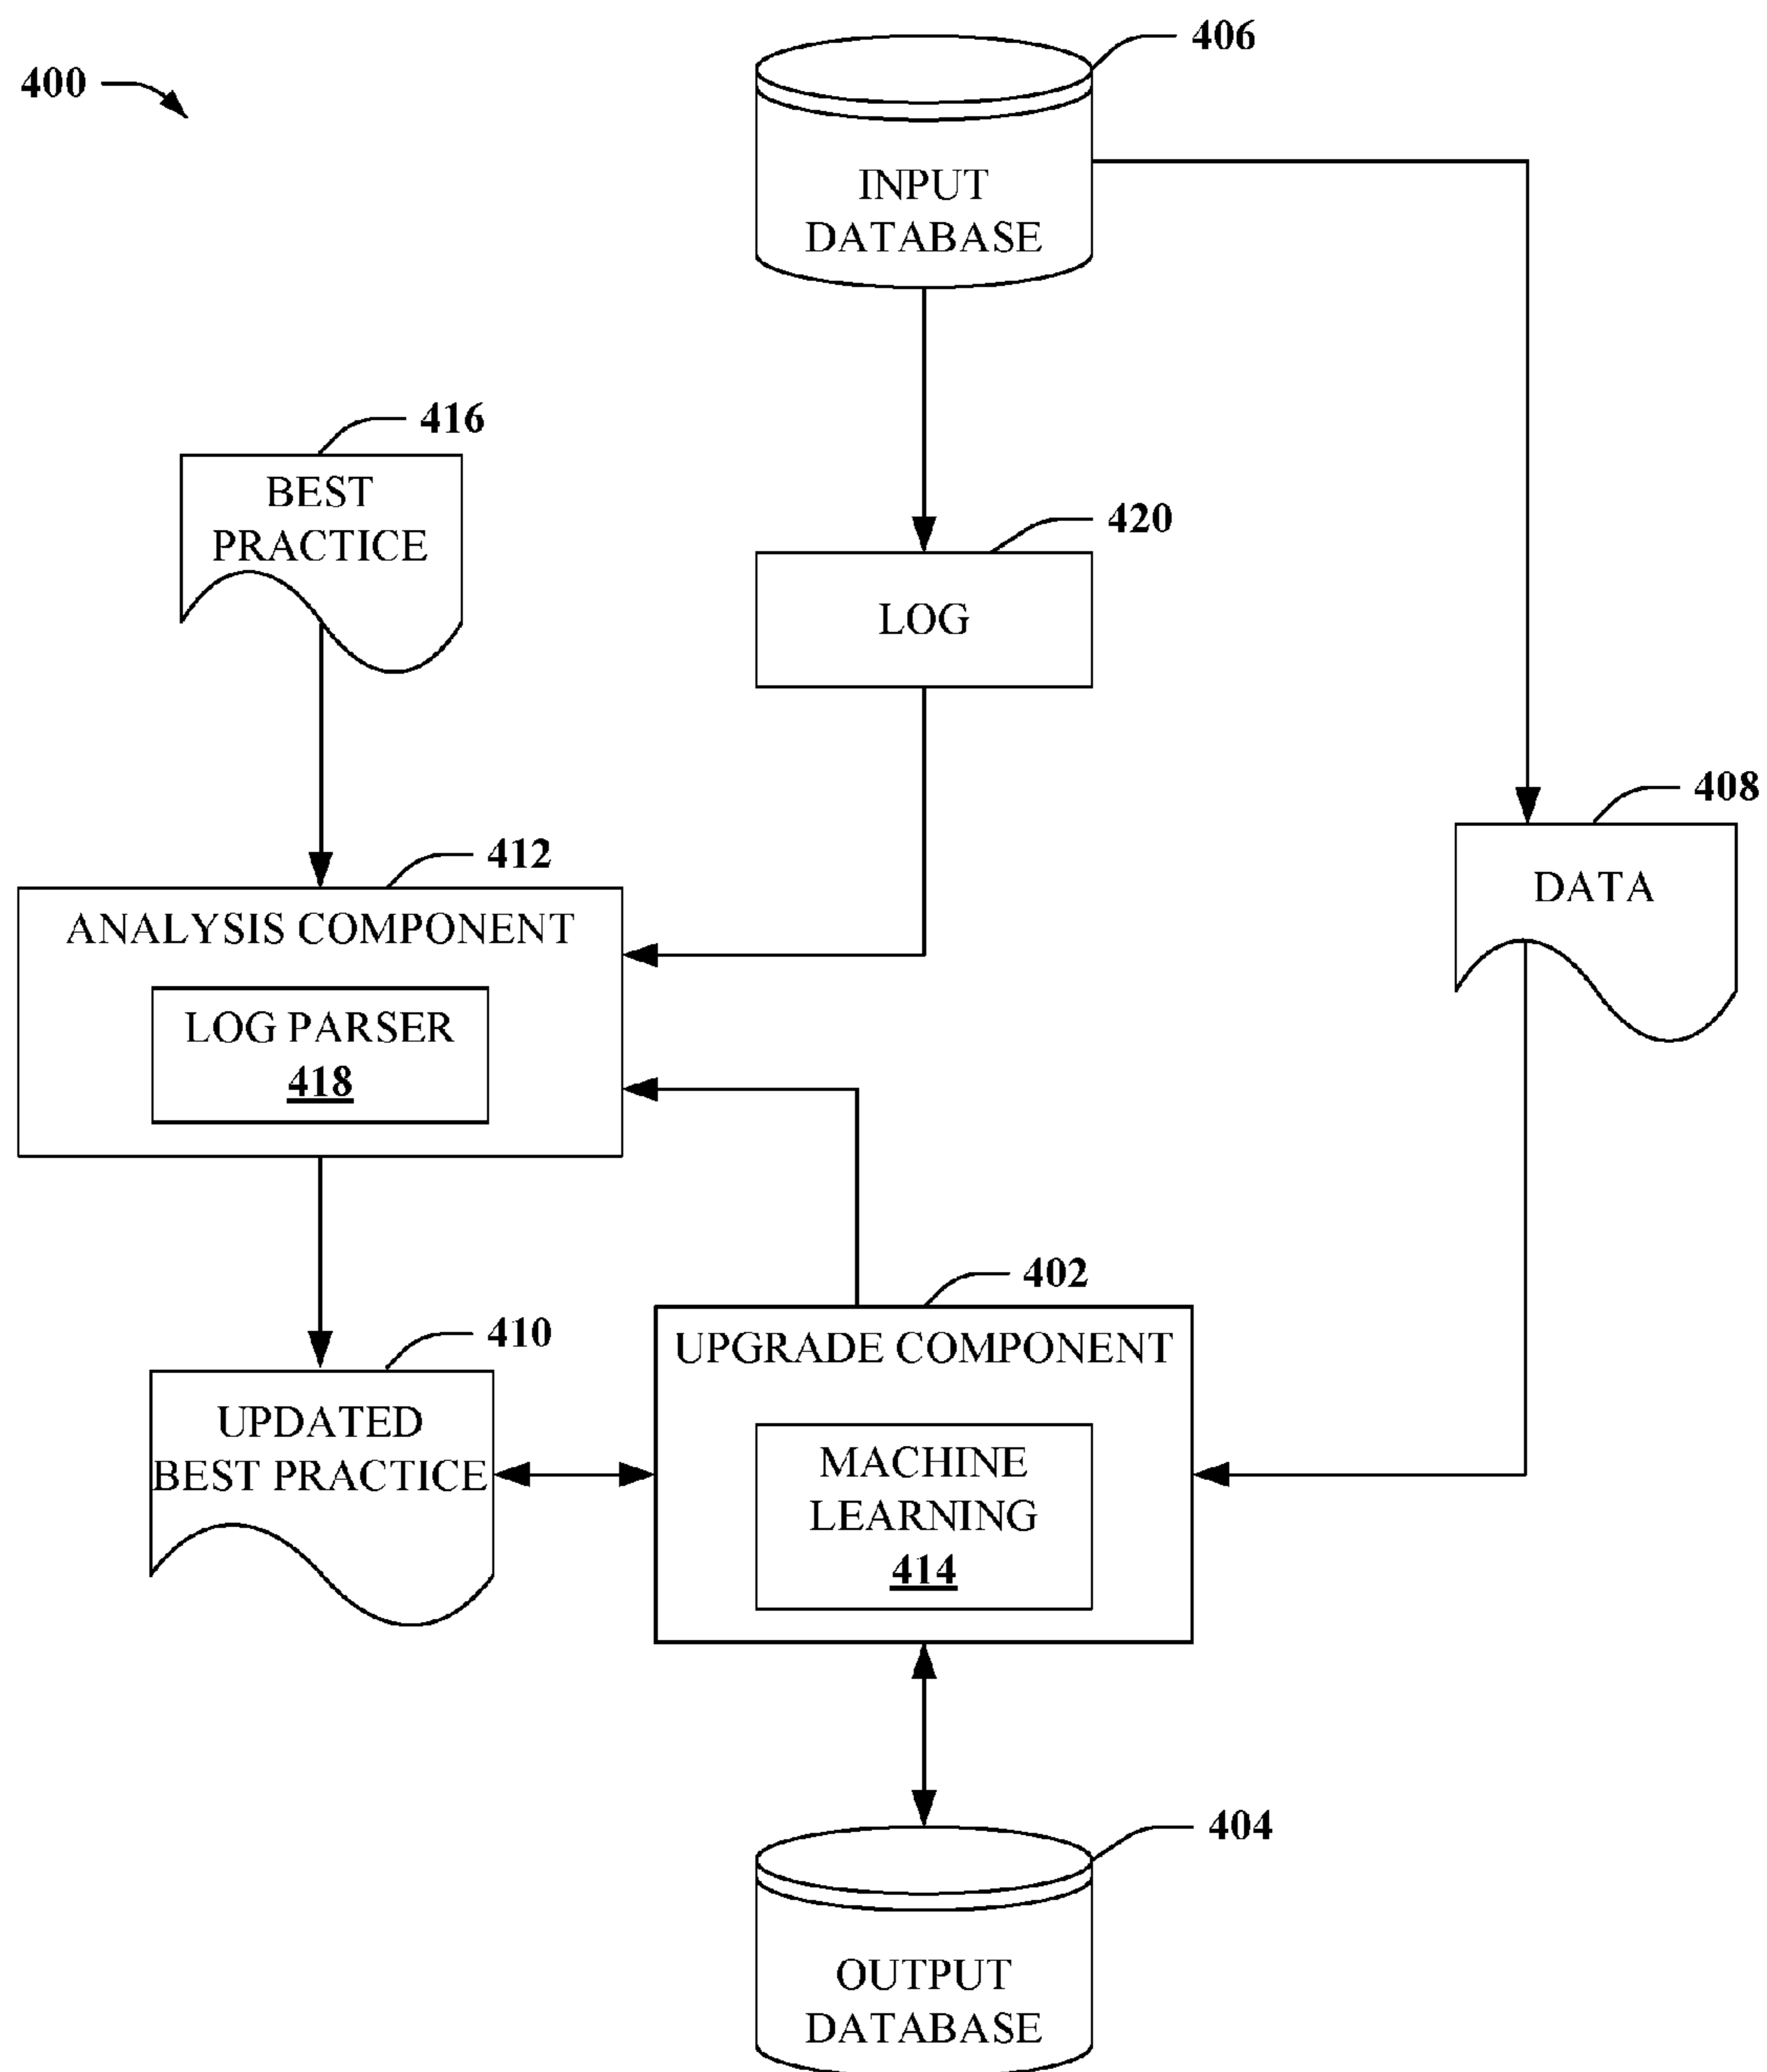 400
406
INPUT
DATABASE
416
BEST
PRACTICE
420
LOG
408
DATA
412
ANALYSIS COMPONENT
LOG PARSER
418
402
UPGRADE COMPONENT
MACHINE
LEARNING
414
410
UPDATED
BEST PRACTICE
404
OUTPUT
DATABASE